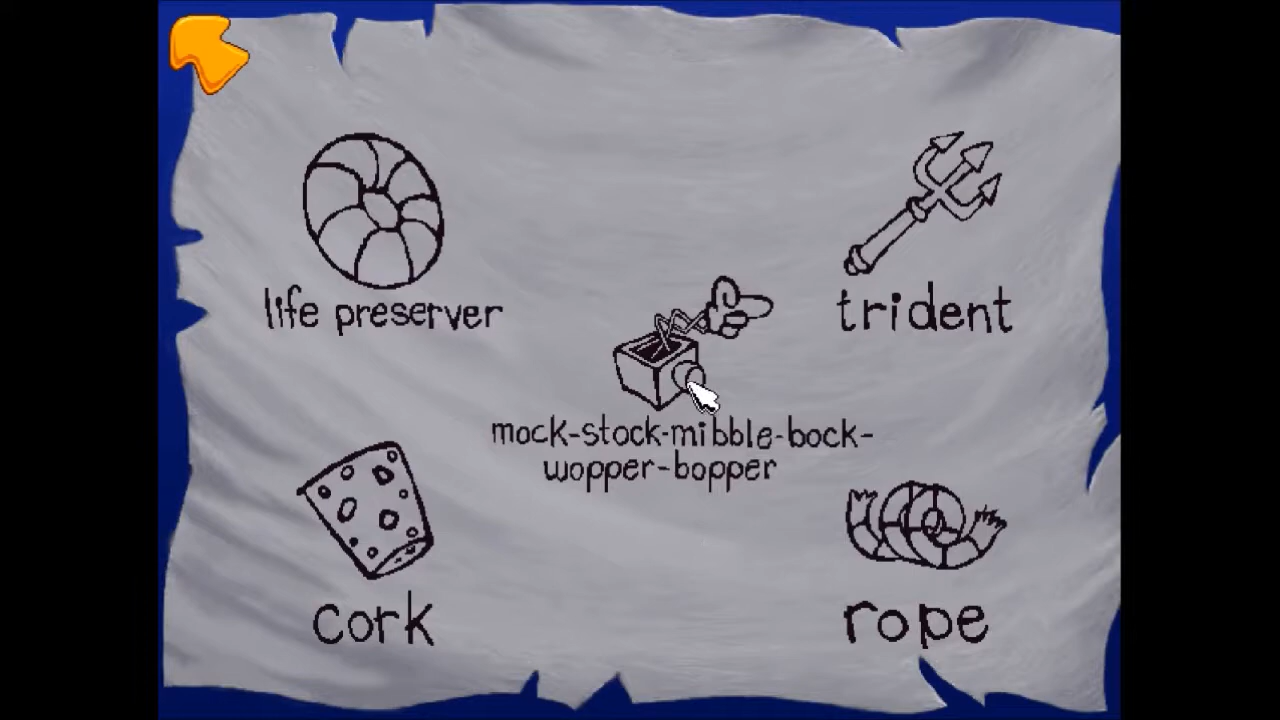 life preserver
trident
mock-stock-mibble-bock-
wopper-bopper
cork
rope